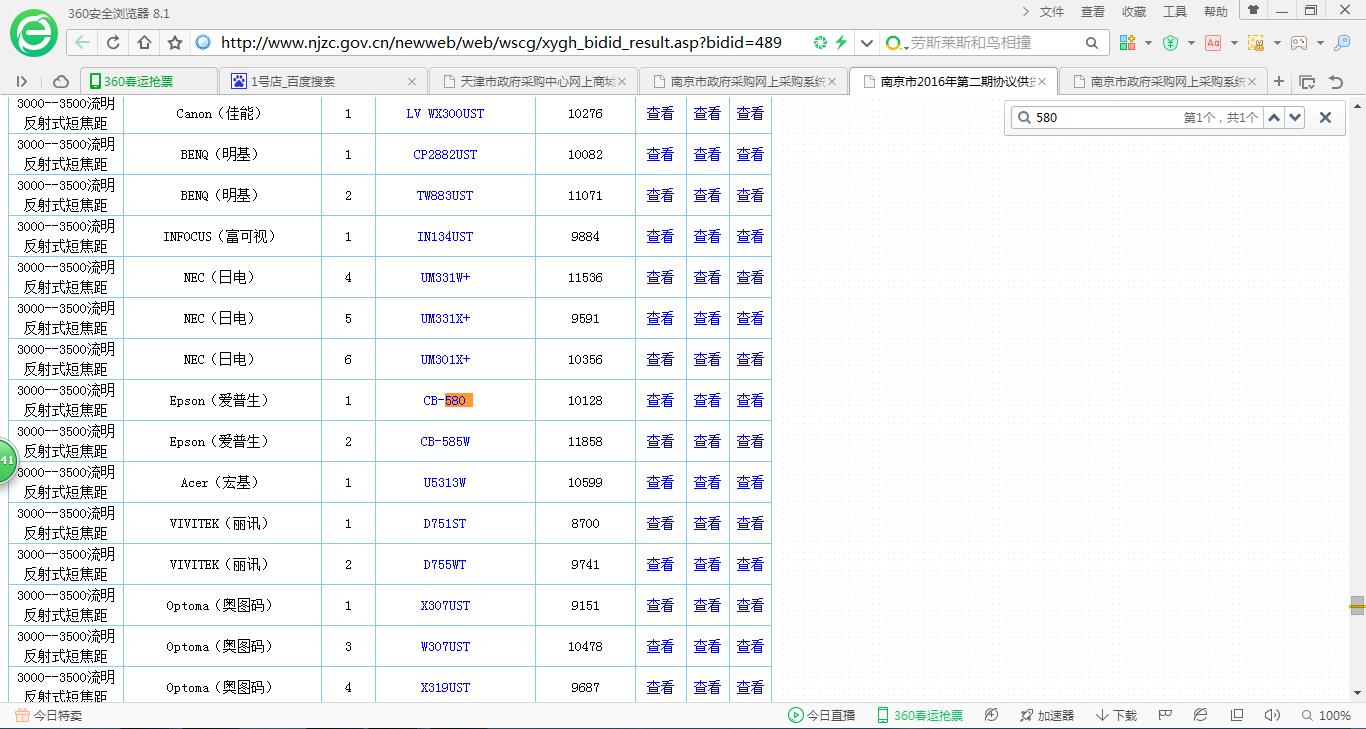 360安全浏览器 8.1
文件 查看 收藏 工具 帮助
http://www.njzc.gov.cn/newweb/web/wscg/xygh_bidid_result.asp?bidid=489
劳斯莱斯和鸟相撞
360春运抢票 1号店_百度搜索 天津市政府采购中心网上商城 南京市政府采购网上采购系统 南京市2016年第二期协议供货 南京市政府采购网上采购系统
580 第1个，共1个
3000--3500流明反射式短焦距 Canon（佳能） 1 LV WX300UST 10276 查看 查看 查看
3000--3500流明反射式短焦距 BENQ（明基） 1 CP2882UST 10082 查看 查看 查看
3000--3500流明反射式短焦距 BENQ（明基） 2 TW883UST 11071 查看 查看 查看
3000--3500流明反射式短焦距 INFOCUS（富可视） 1 IN134UST 9884 查看 查看 查看
3000--3500流明反射式短焦距 NEC（日电） 4 UM331W+ 11536 查看 查看 查看
3000--3500流明反射式短焦距 NEC（日电） 5 UM331X+ 9591 查看 查看 查看
3000--3500流明反射式短焦距 NEC（日电） 6 UM301X+ 10356 查看 查看 查看
3000--3500流明反射式短焦距 Epson（爱普生） 1 CB-580 10128 查看 查看 查看
3000--3500流明反射式短焦距 Epson（爱普生） 2 CB-585W 11858 查看 查看 查看
41
3000--3500流明反射式短焦距 Acer（宏基） 1 U5313W 10599 查看 查看 查看
3000--3500流明反射式短焦距 VIVITEK（丽讯） 1 D751ST 8700 查看 查看 查看
3000--3500流明反射式短焦距 VIVITEK（丽讯） 2 D755WT 9741 查看 查看 查看
3000--3500流明反射式短焦距 Optoma（奥图码） 1 X307UST 9151 查看 查看 查看
3000--3500流明反射式短焦距 Optoma（奥图码） 3 W307UST 10478 查看 查看 查看
3000--3500流明反射式短焦距 Optoma（奥图码） 4 X319UST 9687 查看 查看 查看
今日特卖 今日直播 360春运抢票 加速器 下载 100%